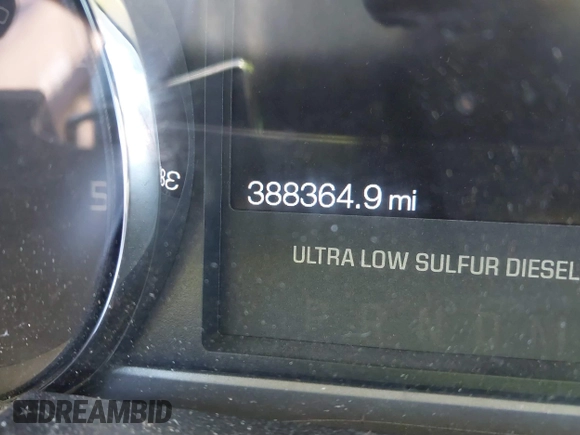 388364.9 mi
ULTRA LOW SULFUR DIESEL
DREAMBID